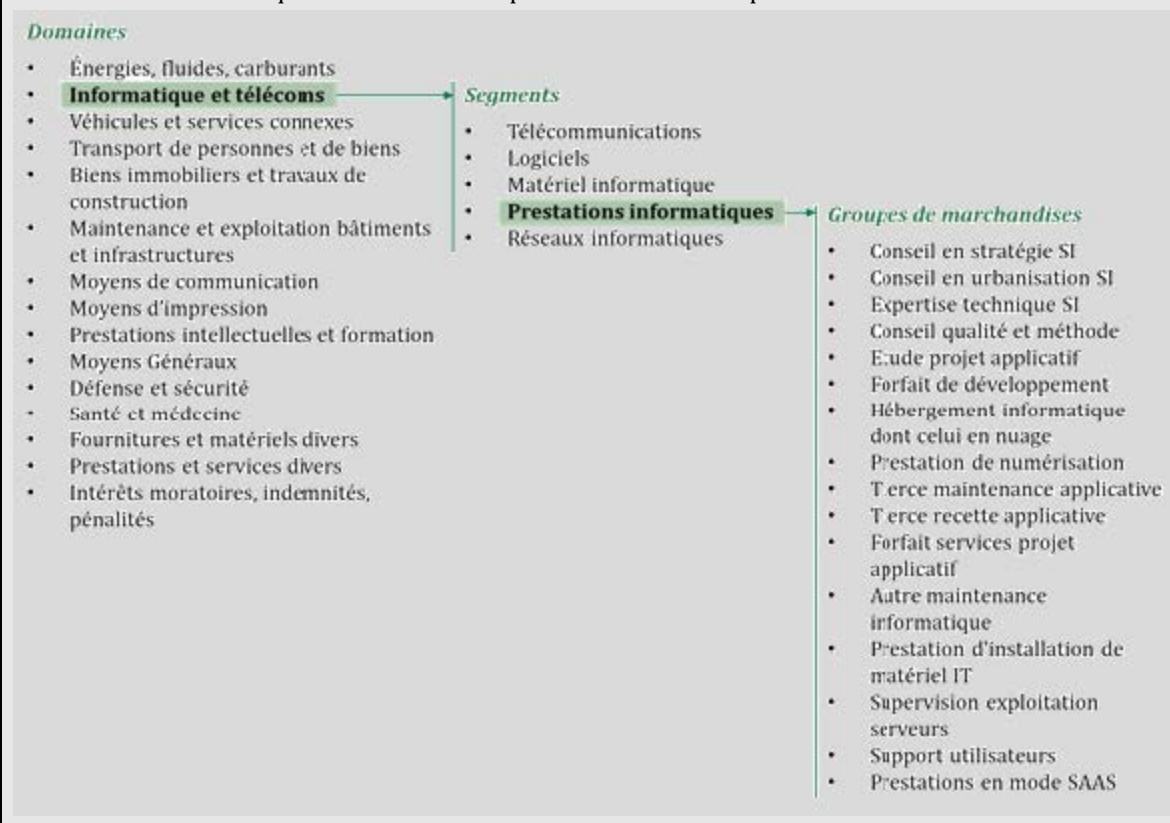 Domaines
• Énergies, fluides, carburants
• Informatique et télécoms
• Véhicules et services connexes
• Transport de personnes et de biens
• Biens immobiliers et travaux de
construction
• Maintenance et exploitation bâtiments
et infrastructures
• Moyens de communication
• Moyens d'impression
• Prestations intellectuelles et formation
• Moyens Généraux
• Défense et sécurité
• Santé et médecine
• Fournitures et matériels divers
• Prestations et services divers
• Intérêts moratoires, indemnités,
pénalités
Segments
• Télécommunications
• Logiciels
• Matériel informatique
• Prestations informatiques
• Réseaux informatiques
Groupes de marchandises
• Conseil en stratégie SI
• Conseil en urbanisation SI
• Expertise technique SI
• Conseil qualité et méthode
• Etude projet applicatif
• Forfait de développement
• Hébergement informatique
dont celui en nuage
• Prestation de numérisation
• Tierce maintenance applicative
• Tierce recette applicative
• Forfait services projet
applicatif
• Autre maintenance
informatique
• Prestation d'installation de
matériel IT
• Supervision exploitation
serveurs
• Support utilisateurs
• Prestations en mode SAAS